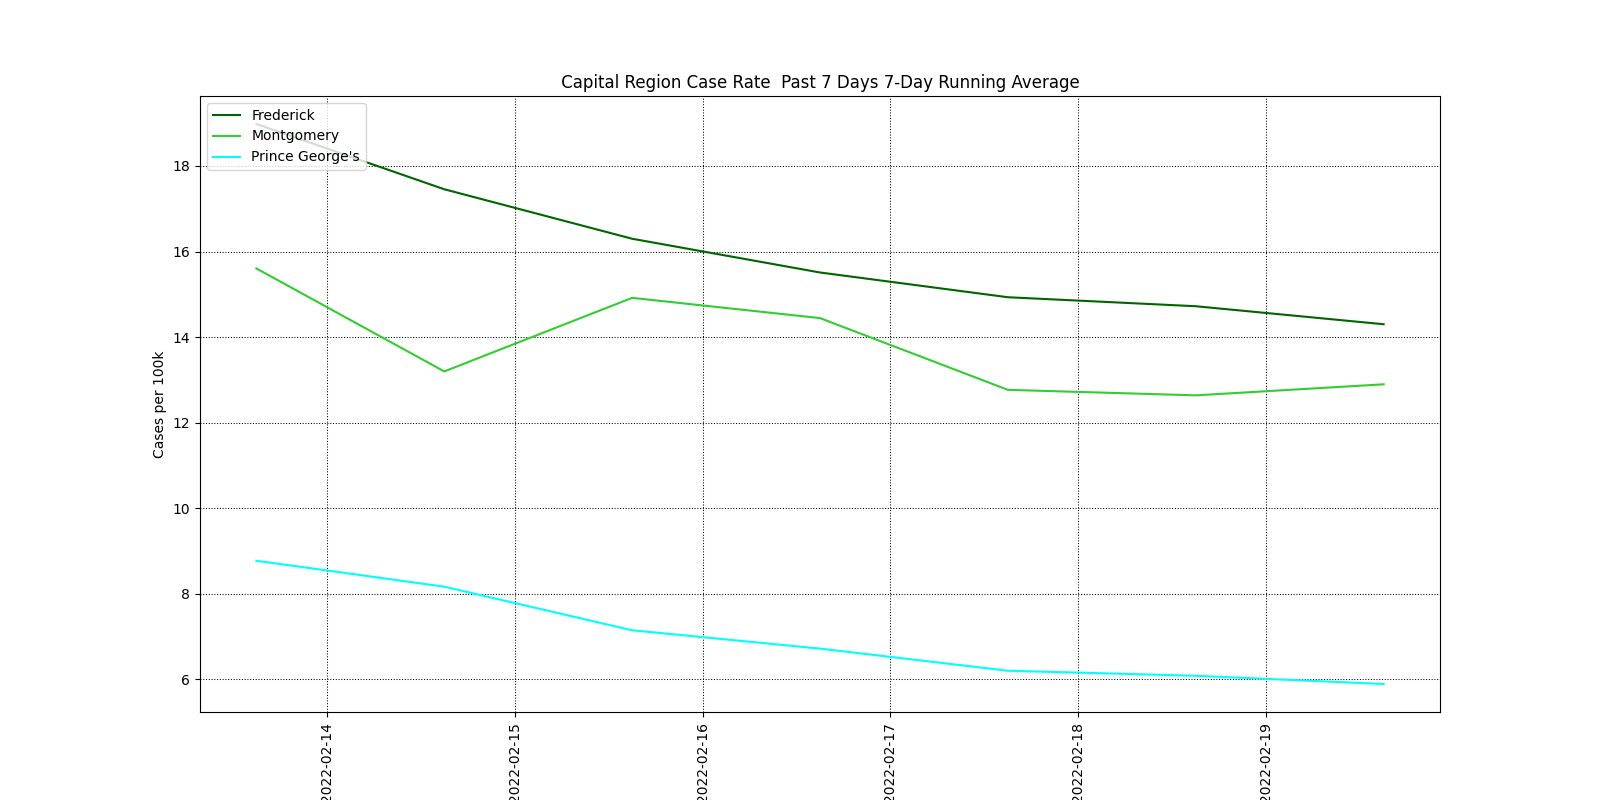 Capital Region Case Rate  Past 7 Days 7-Day Running Average
Frederick
Montgomery
Prince George's
Cases per 100k
18
16
14
12
10
8
6
2022-02-14
2022-02-15
2022-02-16
2022-02-17
2022-02-18
2022-02-19